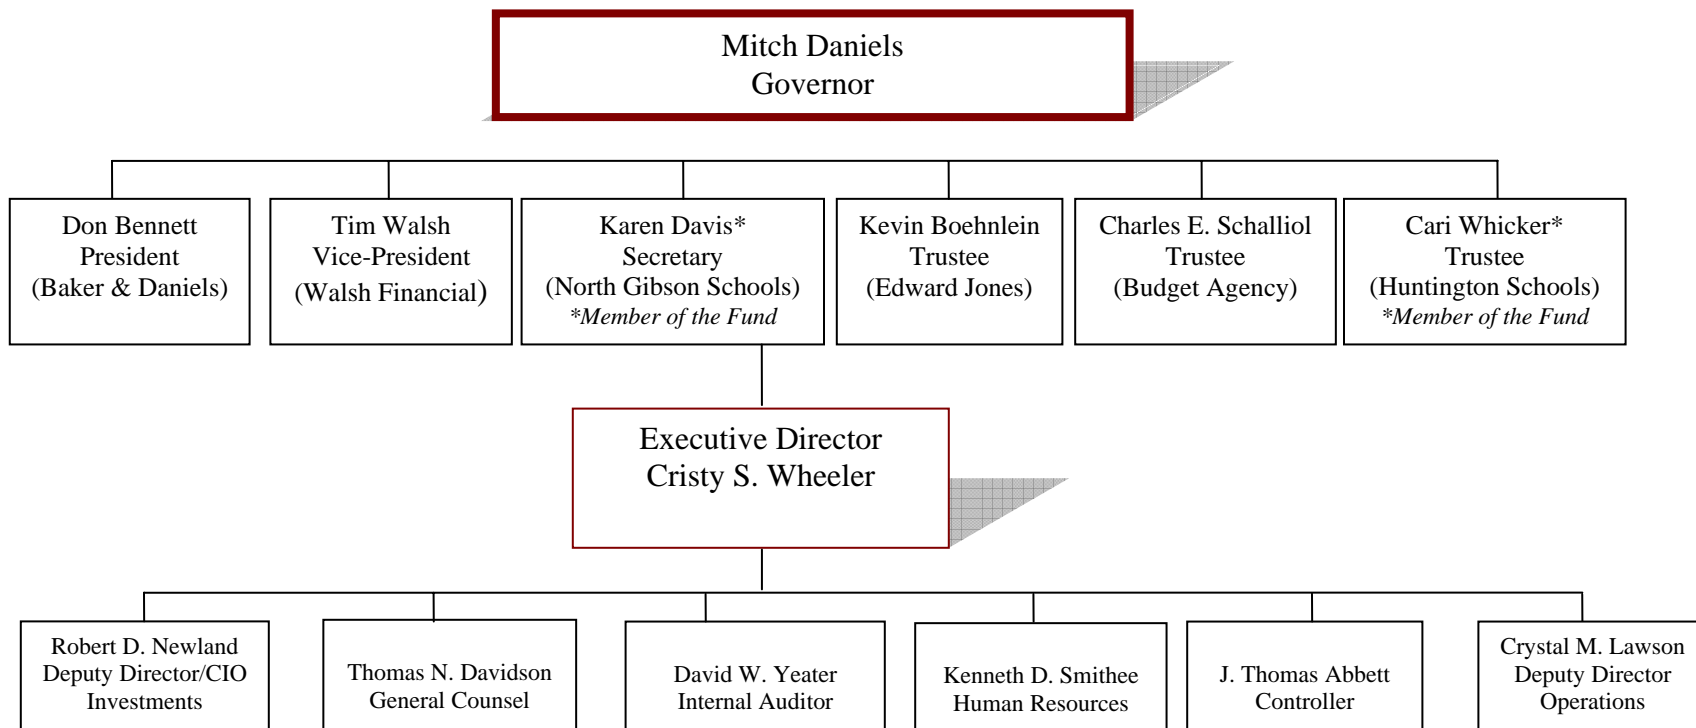 Mitch Daniels
Governor
Don Bennett
President
(Baker & Daniels)
Tim Walsh
Vice-President
(Walsh Financial)
Karen Davis*
Secretary
(North Gibson Schools)
*Member of the Fund
Kevin Boehnlein
Trustee
(Edward Jones)
Charles E. Schalliol
Trustee
(Budget Agency)
Cari Whicker*
Trustee
(Huntington Schools)
*Member of the Fund
Executive Director
Cristy S. Wheeler
Robert D. Newland
Deputy Director/CIO
Investments
Thomas N. Davidson
General Counsel
David W. Yeater
Internal Auditor
Kenneth D. Smithee
Human Resources
J. Thomas Abbett
Controller
Crystal M. Lawson
Deputy Director
Operations